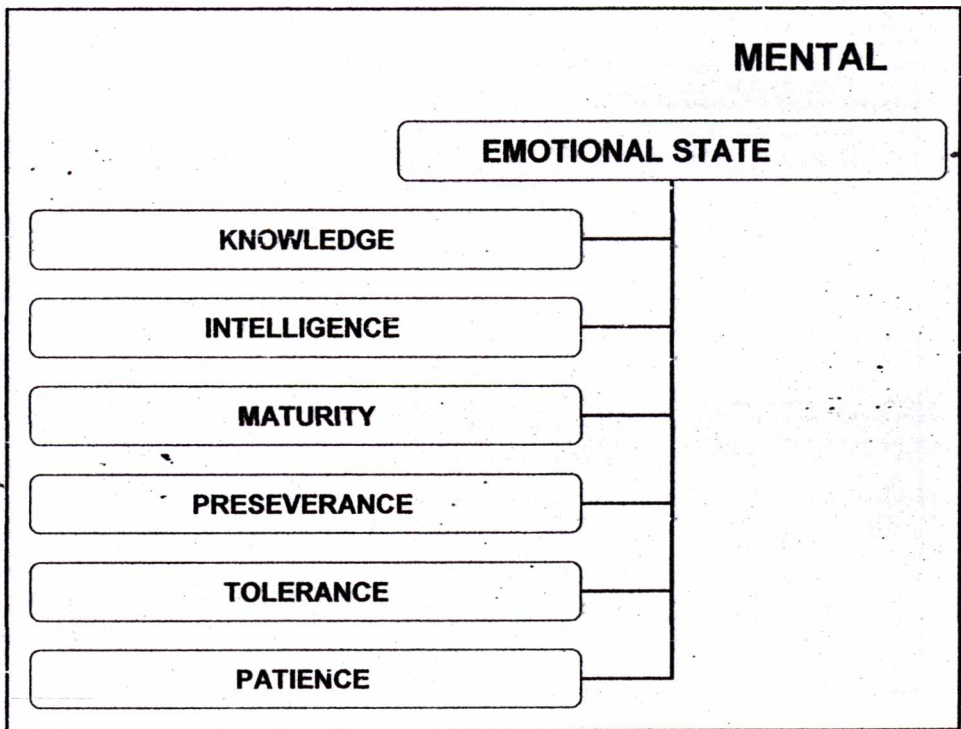 MENTAL
EMOTIONAL STATE
KNOWLEDGE
INTELLIGENCE
MATURITY
PRESEVERANCE
TOLERANCE
PATIENCE